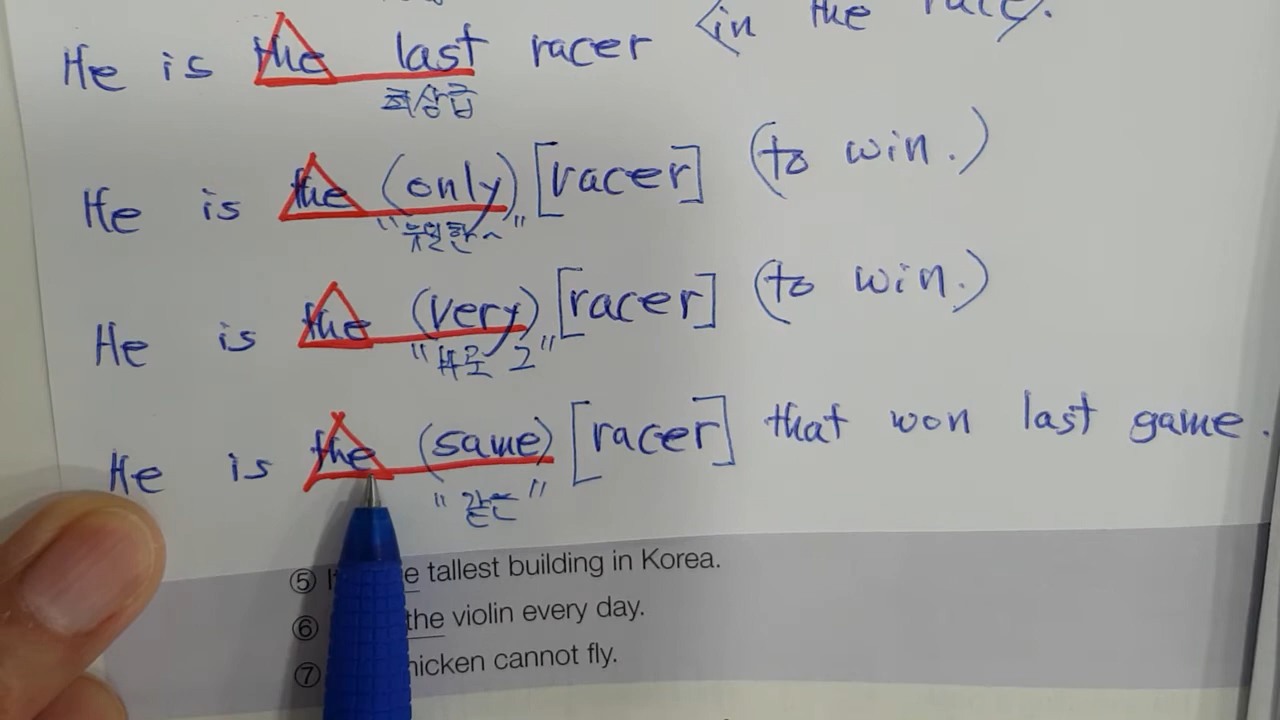 He is the last racer <in the race.
최상급
He is the (only) [racer] (to win.)
"유일한~"
He is the (very) [racer] (to win.)
"바로 그"
He is the (same) [racer] that won last game.
"같은"
⑤ tallest building in Korea.
⑥ the violin every day.
⑦ cannot fly.